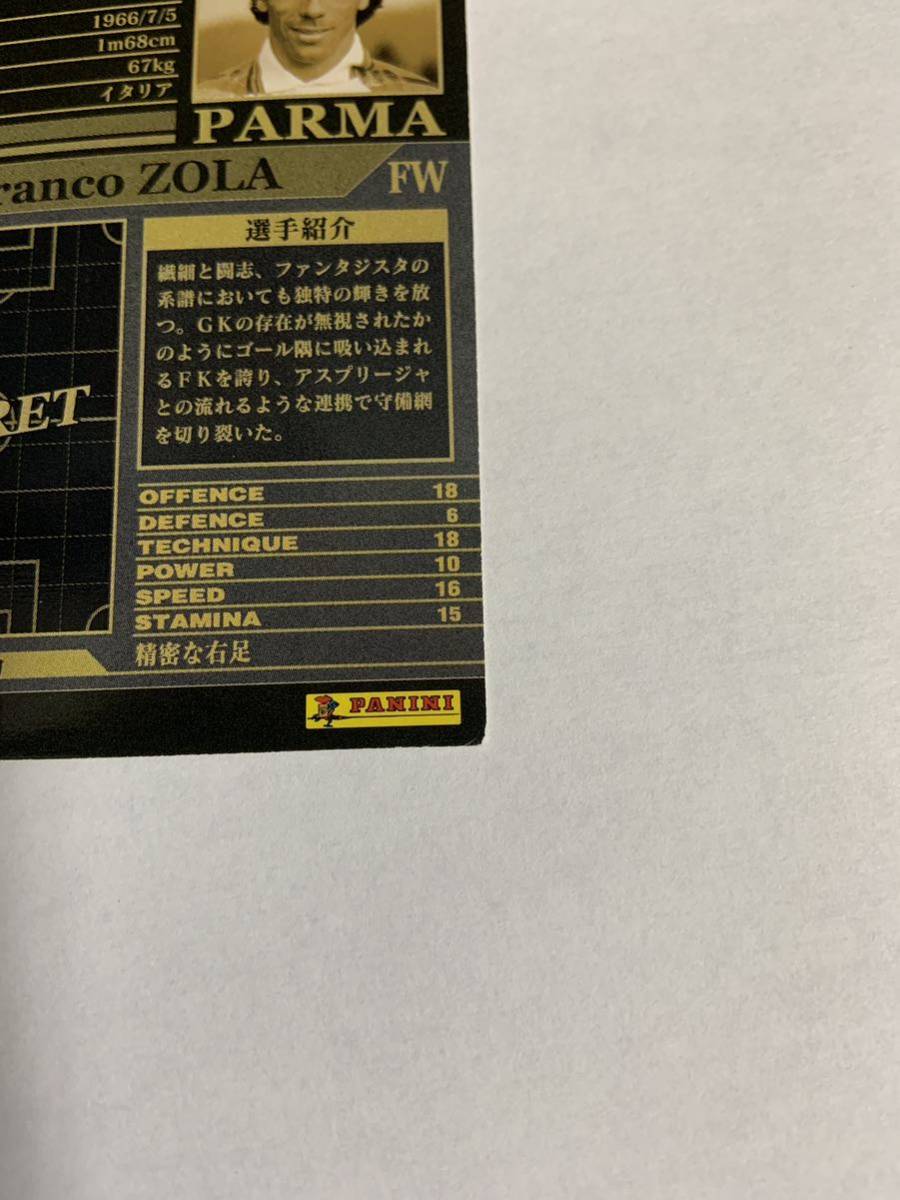 1966/7/5
1m68cm
67kg
イタリア
PARMA
ranco ZOLA
FW
選手紹介
繊細と闘志、ファンタジスタの
系譜においても独特の輝きを放
つ。GKの存在が無視されたか
のようにゴール隅に吸い込まれ
るFKを誇り、アスプリージャ
との流れるような連携で守備網
を切り裂いた。
RET
OFFENCE 18
DEFENCE 6
TECHNIQUE 18
POWER 10
SPEED 16
STAMINA 15
精密な右足
PANINI